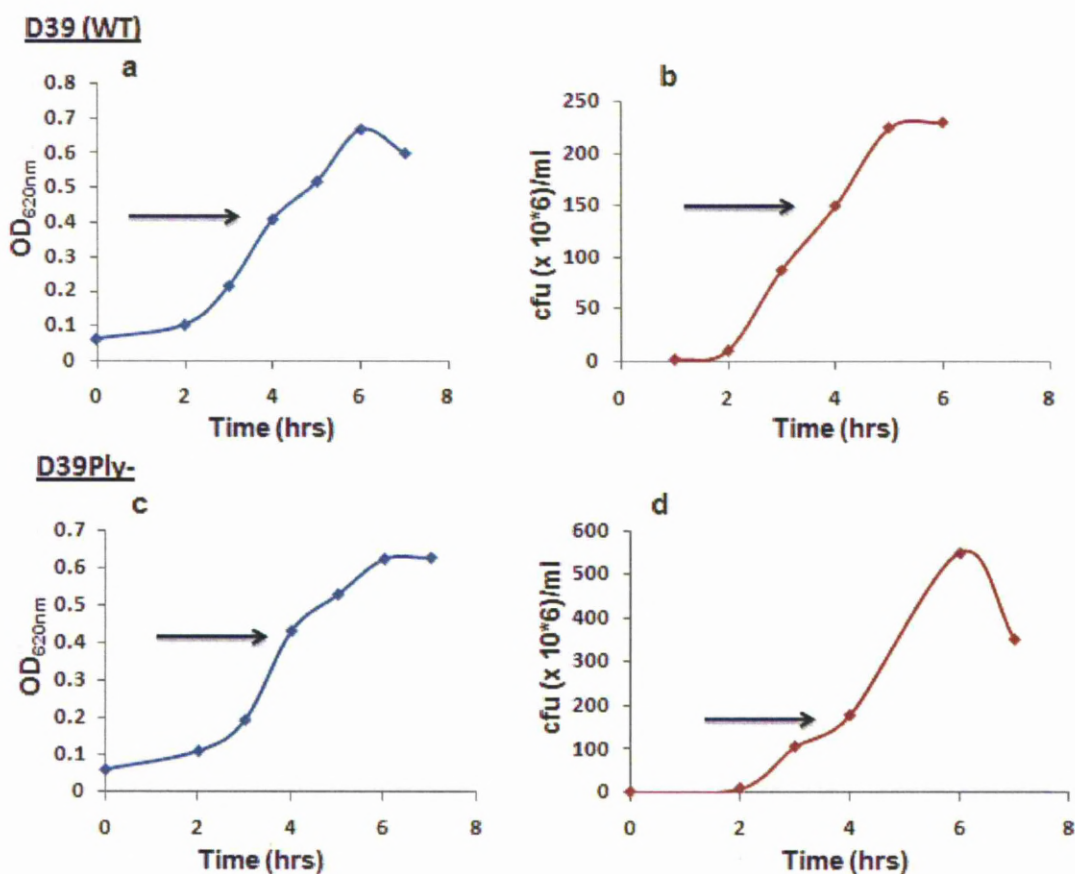 D39 (WT)
a
0.8
0.7
0.6
0.5
0.4
0.3
0.2
0.1
0
OD620nm
0 2 4 6 8
Time (hrs)
b
250
200
150
100
50
0
cfu (x 10*6)/ml
0 2 4 6 8
Time (hrs)
D39Ply-
c
0.7
0.6
0.5
0.4
0.3
0.2
0.1
0
OD620nm
0 2 4 6 8
Time (hrs)
d
600
500
400
300
200
100
0
cfu (x 10*6)/ml
0 2 4 6 8
Time (hrs)